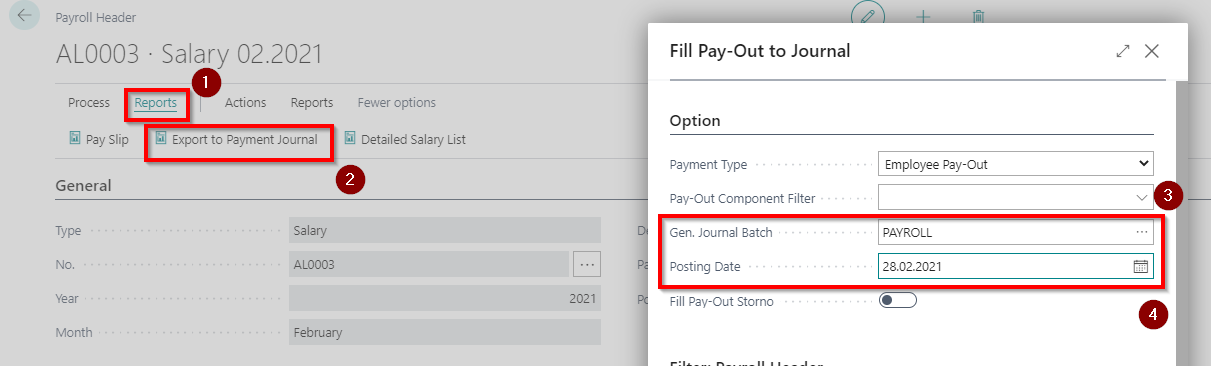 Payroll Header
AL0003 · Salary 02.2021
1
Process Reports Actions Reports Fewer options
Pay Slip Export to Payment Journal Detailed Salary List
2
General
Type Salary
No. AL0003 ...
Year 2021
Month February
Fill Pay-Out to Journal
Option
Payment Type Employee Pay-Out
Pay-Out Component Filter
3
Gen. Journal Batch PAYROLL ...
Posting Date 28.02.2021
Fill Pay-Out Storno
4
Filter: Payroll Header